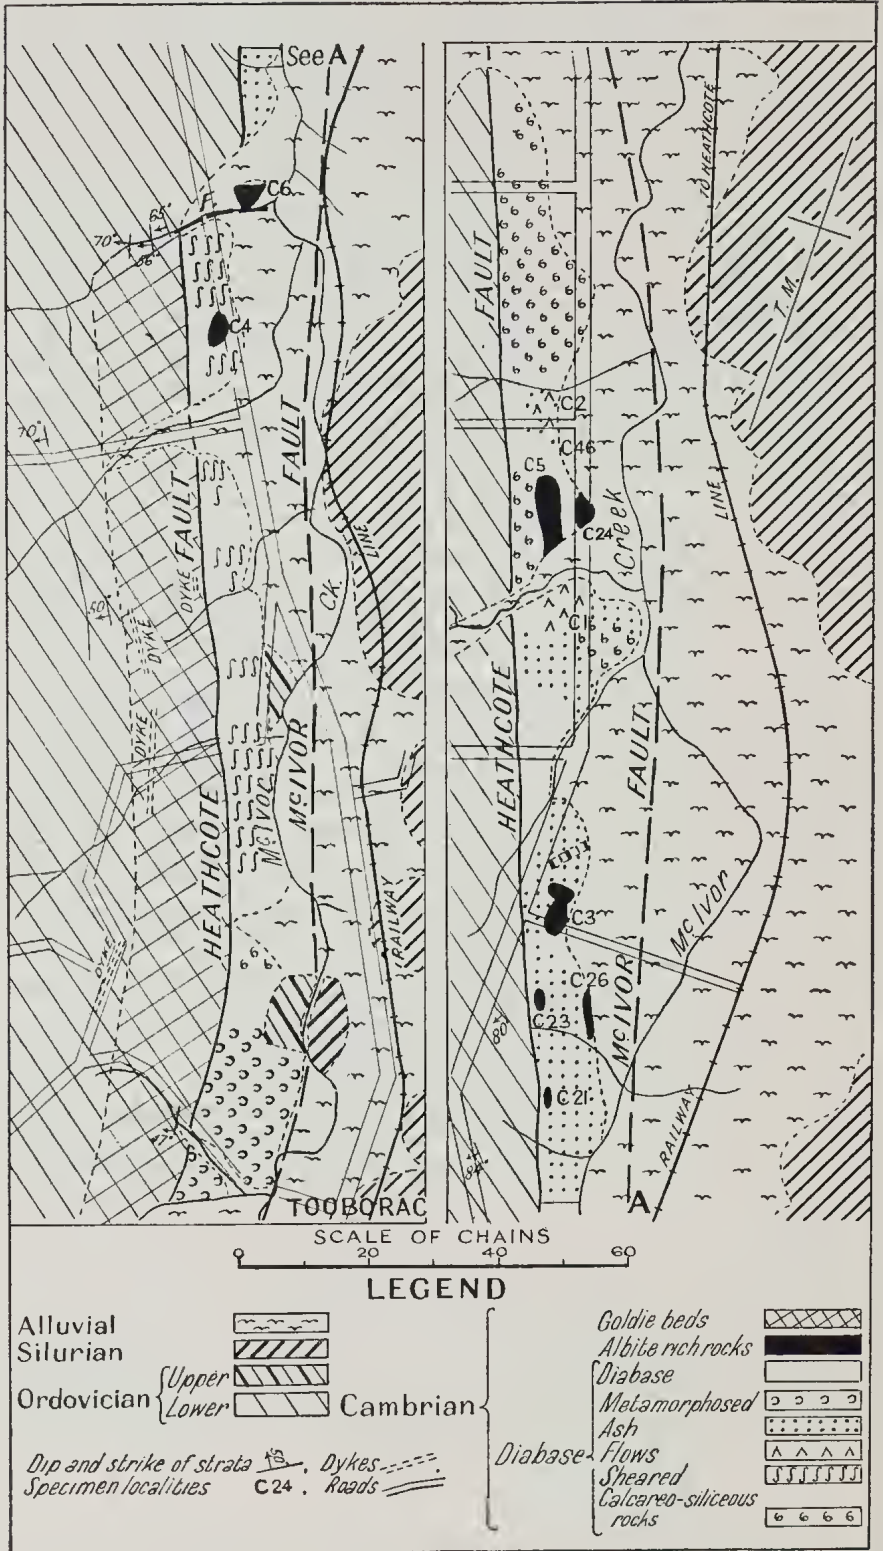 See A
C6
F
65°
70°
56°
C4
70°
FAULT
FAULT
DYKE
LINE
CK.
50°
DYKE
DYKE
HEATHCOTE
McIVOR
McIVOR
DYKE
RAILWAY
TOOBORAC
TO HEATHCOTE
FAULT
T.M.
C2
C46
C5
C24
Creek
LINE
C1
HEATHCOTE
FAULT
C3
McIvor
C26
C23
McIVOR
80°
C21
RAILWAY
84°
A
SCALE OF CHAINS
0 20 40 60
LEGEND
Alluvial
Silurian
Ordovician { Upper
Lower
Dip and strike of strata 50 . Dykes .
Specimen localities C24 . Roads
Cambrian
Goldie beds
Albite rich rocks
Diabase
Metamorphosed
Ash
Diabase Flows
Sheared
Calcareo-siliceous
rocks